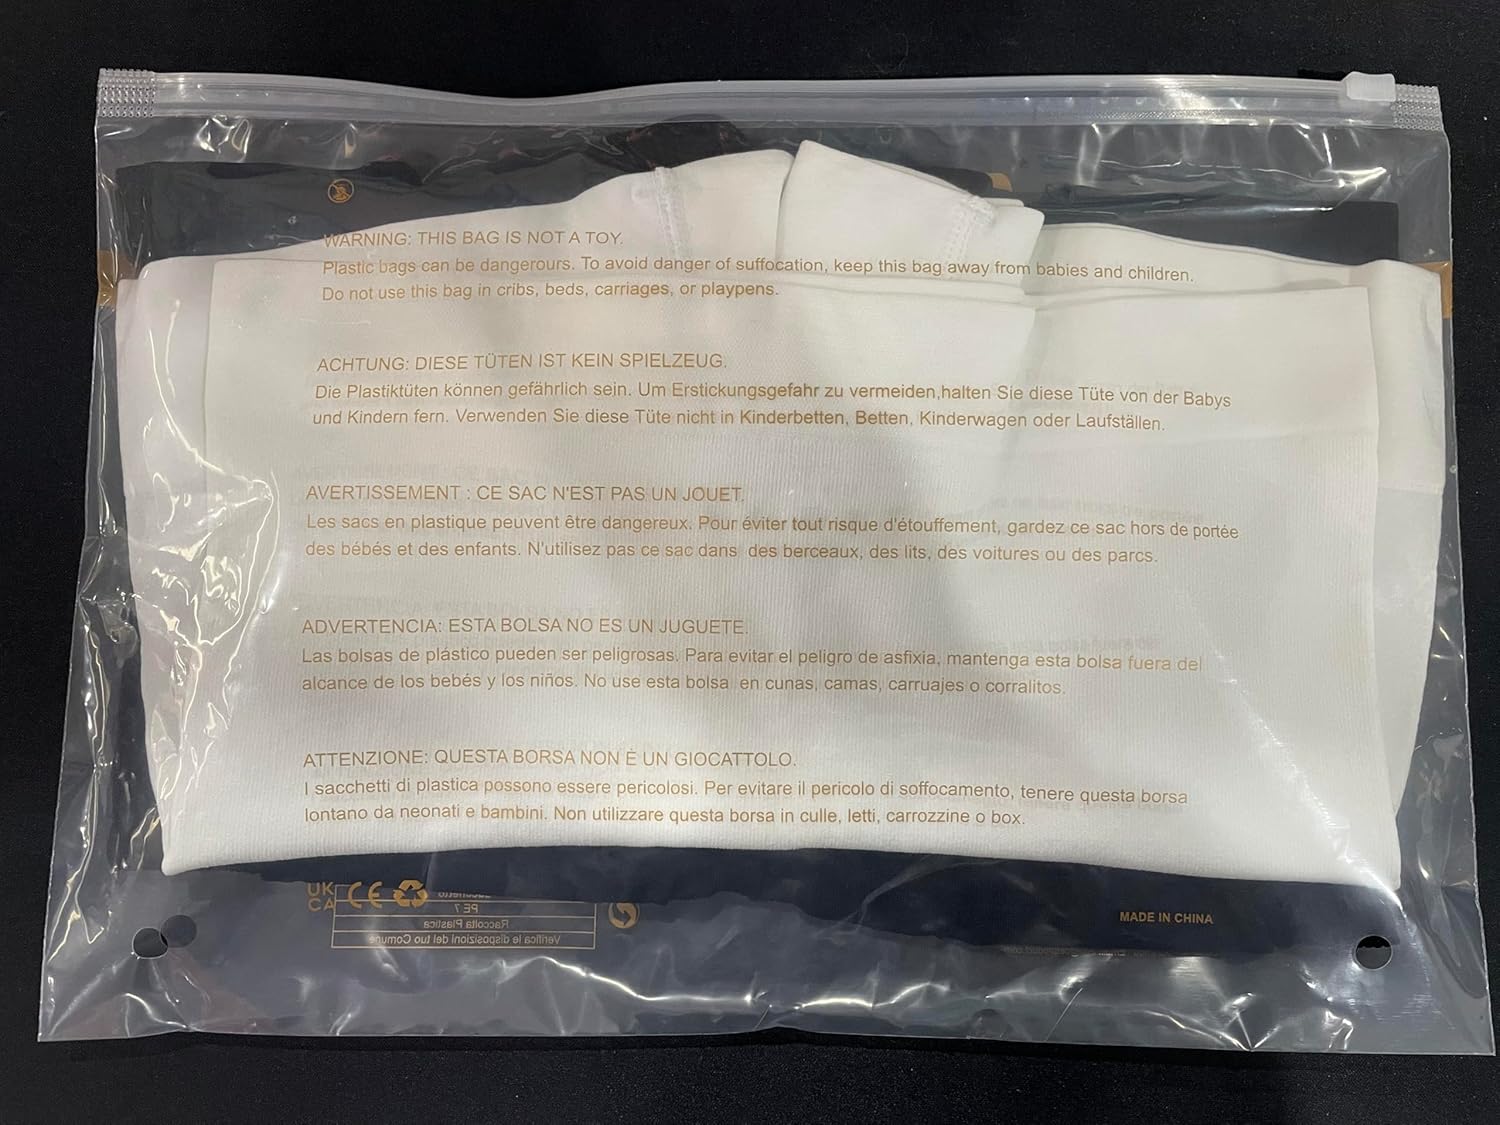 WARNING: THIS BAG IS NOT A TOY.
Plastic bags can be dangerours. To avoid danger of suffocation, keep this bag away from babies and children.
Do not use this bag in cribs, beds, carriages, or playpens.
ACHTUNG: DIESE TÜTEN IST KEIN SPIELZEUG.
Die Plastiktüten können gefährlich sein. Um Erstickungsgefahr zu vermeiden,halten Sie diese Tüte von der Babys
und Kindern fern. Verwenden Sie diese Tüte nicht in Kinderbetten, Betten, Kinderwagen oder Laufställen.
AVERTISSEMENT : CE SAC N'EST PAS UN JOUET.
Les sacs en plastique peuvent être dangereux. Pour éviter tout risque d'étouffement, gardez ce sac hors de portée
des bébés et des enfants. N'utilisez pas ce sac dans des berceaux, des lits, des voitures ou des parcs.
ADVERTENCIA: ESTA BOLSA NO ES UN JUGUETE.
Las bolsas de plástico pueden ser peligrosas. Para evitar el peligro de asfixia, mantenga esta bolsa fuera del
alcance de los bebés y los niños. No use esta bolsa en cunas, camas, carruajes o corralitos.
ATTENZIONE: QUESTA BORSA NON È UN GIOCATTOLO.
I sacchetti di plastica possono essere pericolosi. Per evitare il pericolo di soffocamento, tenere questa borsa
lontano da neonati e bambini. Non utilizzare questa borsa in culle, letti, carrozzine o box.
UK
CA CE
PE 7
Raccolta Plastica
Verifica le disposizioni del tuo Comune
MADE IN CHINA